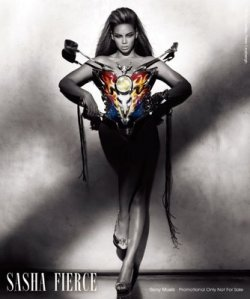 SASHA FIERCE
Sony Music - Promotional Only Not For Sale